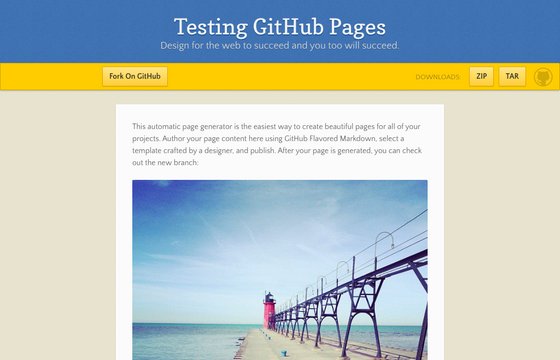 Testing GitHub Pages
Design for the web to succeed and you too will succeed.
Fork On GitHub
DOWNLOADS:
ZIP
TAR
This automatic page generator is the easiest way to create beautiful pages for all of your
projects. Author your page content here using GitHub Flavored Markdown, select a
template crafted by a designer, and publish. After your page is generated, you can check
out the new branch: